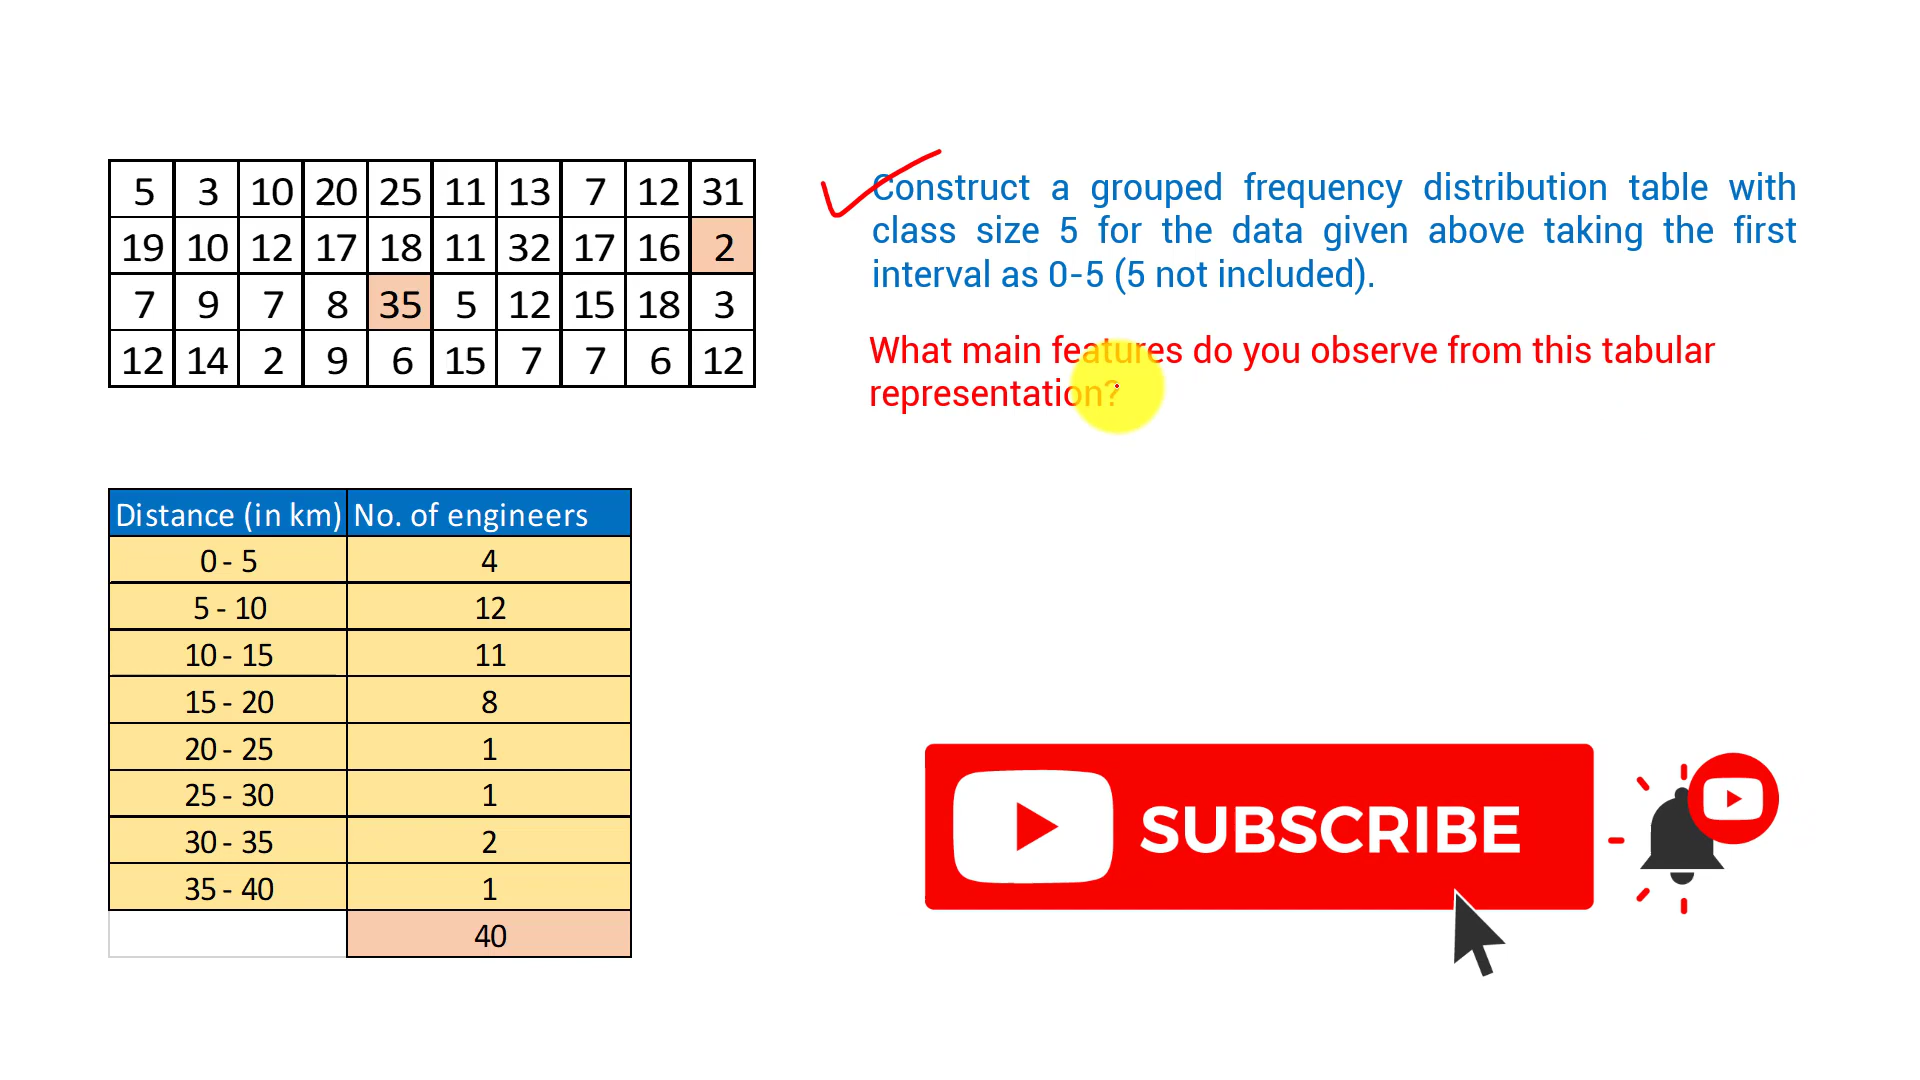 5 3 10 20 25 11 13 7 12 31
19 10 12 17 18 11 32 17 16 2
7 9 7 8 35 5 12 15 18 3
12 14 2 9 6 15 7 7 6 12
Construct a grouped frequency distribution table with
class size 5 for the data given above taking the first
interval as 0-5 (5 not included).
What main features do you observe from this tabular
representation?
Distance (in km) No. of engineers
0 - 5 4
5 - 10 12
10 - 15 11
15 - 20 8
20 - 25 1
25 - 30 1
30 - 35 2
35 - 40 1
40
SUBSCRIBE